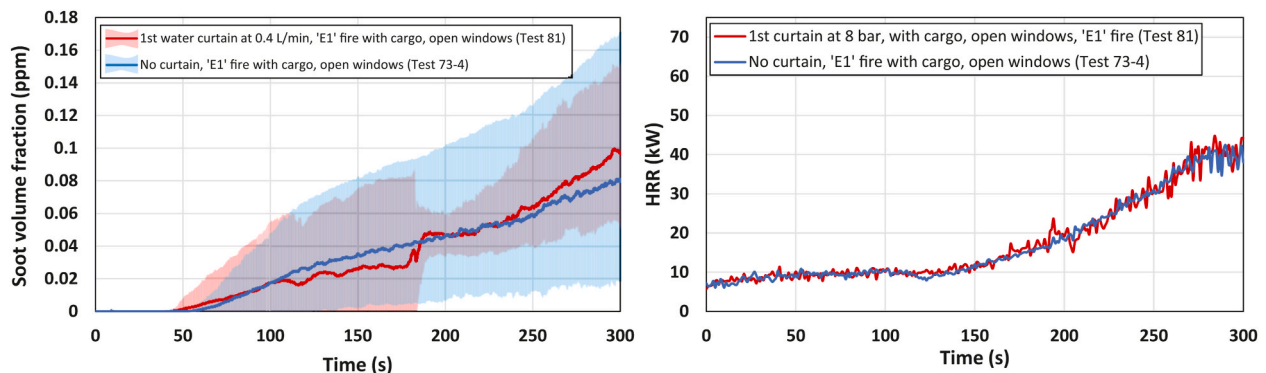 0.18
0.16
0.14
0.12
0.1
0.08
0.06
0.04
0.02
0
Soot volume fraction (ppm)
1st water curtain at 0.4 L/min, 'E1' fire with cargo, open windows (Test 81)
No curtain, 'E1' fire with cargo, open windows (Test 73-4)
0 50 100 150 200 250 300
Time (s)
70
60
50
40
30
20
10
0
HRR (kW)
1st curtain at 8 bar, with cargo, open windows, 'E1' fire (Test 81)
No curtain, 'E1' fire with cargo, open windows (Test 73-4)
0 50 100 150 200 250 300
Time (s)